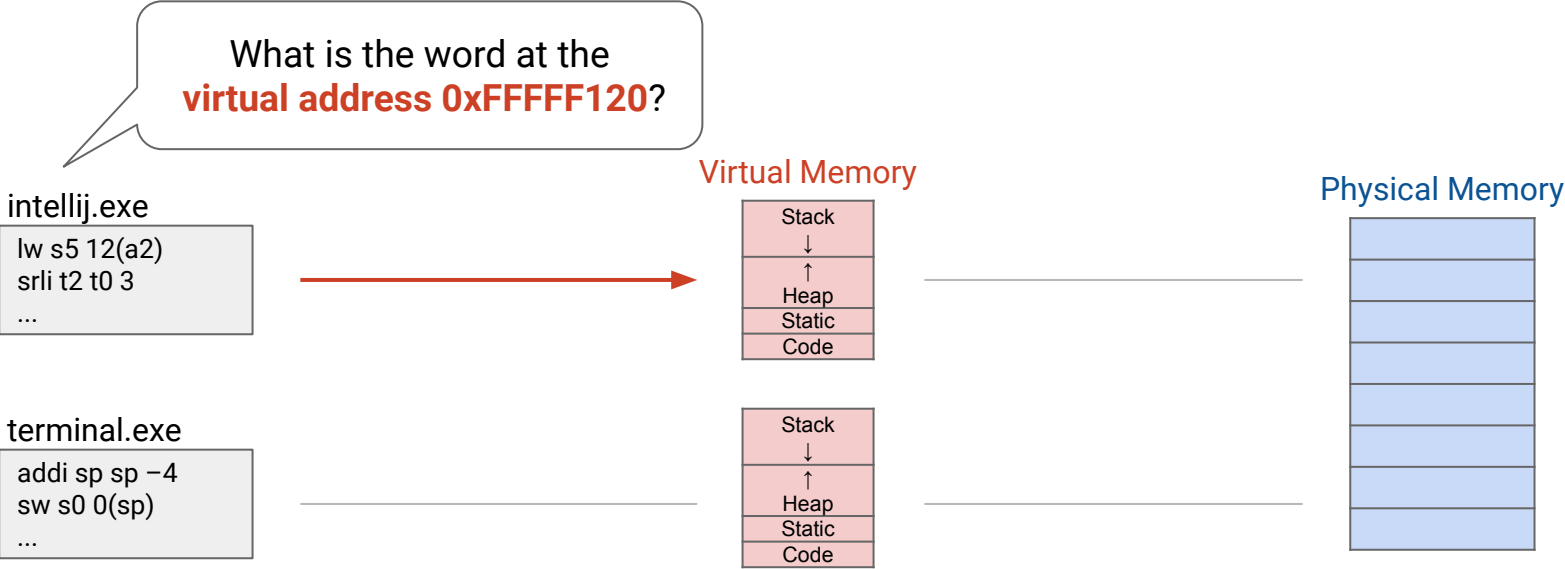 What is the word at the
virtual address 0xFFFFF120?
Virtual Memory
Physical Memory
intellij.exe
lw s5 12(a2)
srli t2 t0 3
...
Stack
↓
↑
Heap
Static
Code
terminal.exe
addi sp sp −4
sw s0 0(sp)
...
Stack
↓
↑
Heap
Static
Code